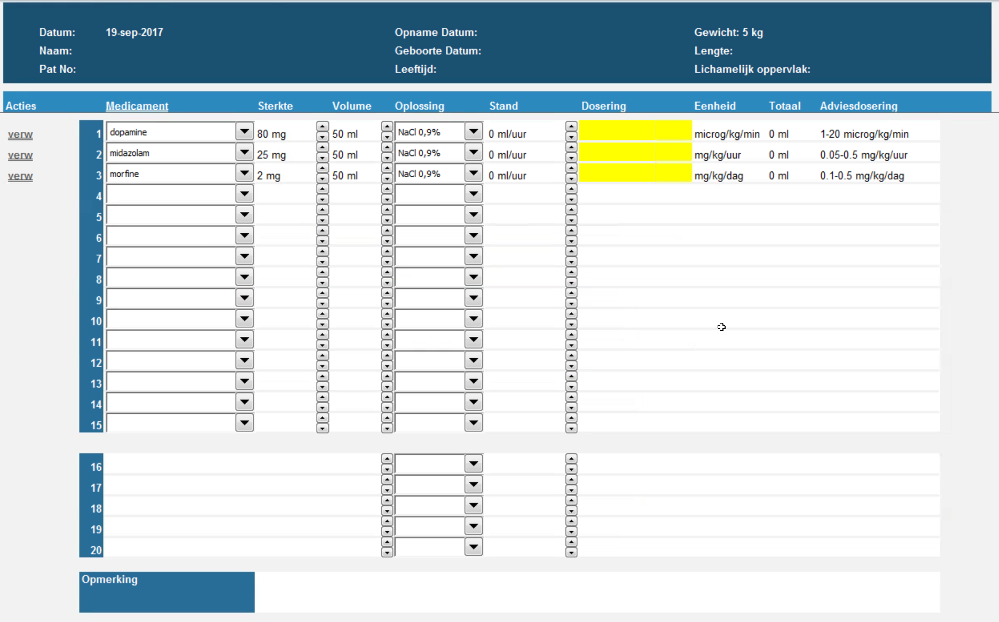 Datum: 19-sep-2017 Opname Datum: Gewicht: 5 kg
Naam: Geboorte Datum: Lengte:
Pat No: Leeftijd: Lichamelijk oppervlak:
Acties Medicament Sterkte Volume Oplossing Stand Dosering Eenheid Totaal Adviesdosering
verw 1 dopamine 80 mg 50 ml NaCl 0,9% 0 ml/uur microg/kg/min 0 ml 1-20 microg/kg/min
verw 2 midazolam 25 mg 50 ml NaCl 0,9% 0 ml/uur mg/kg/uur 0 ml 0.05-0.5 mg/kg/uur
verw 3 morfine 2 mg 50 ml NaCl 0,9% 0 ml/uur mg/kg/dag 0 ml 0.1-0.5 mg/kg/dag
4
5
6
7
8
9
10
11
12
13
14
15
16
17
18
19
20
Opmerking